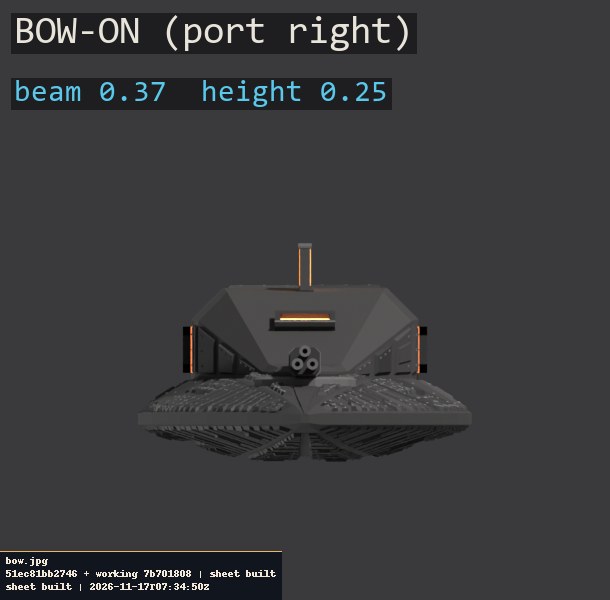 BOW-ON (port right)
beam 0.37  height 0.25
bow.jpg
51ec81bb2746 + working 7b701808 | sheet built
sheet built | 2026-11-17T07:34:50z